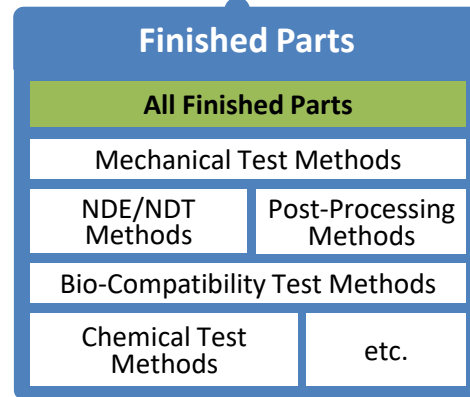 Finished Parts
All Finished Parts
Mechanical Test Methods
NDE/NDT
Methods
Post-Processing
Methods
Bio-Compatibility Test Methods
Chemical Test
Methods
etc.